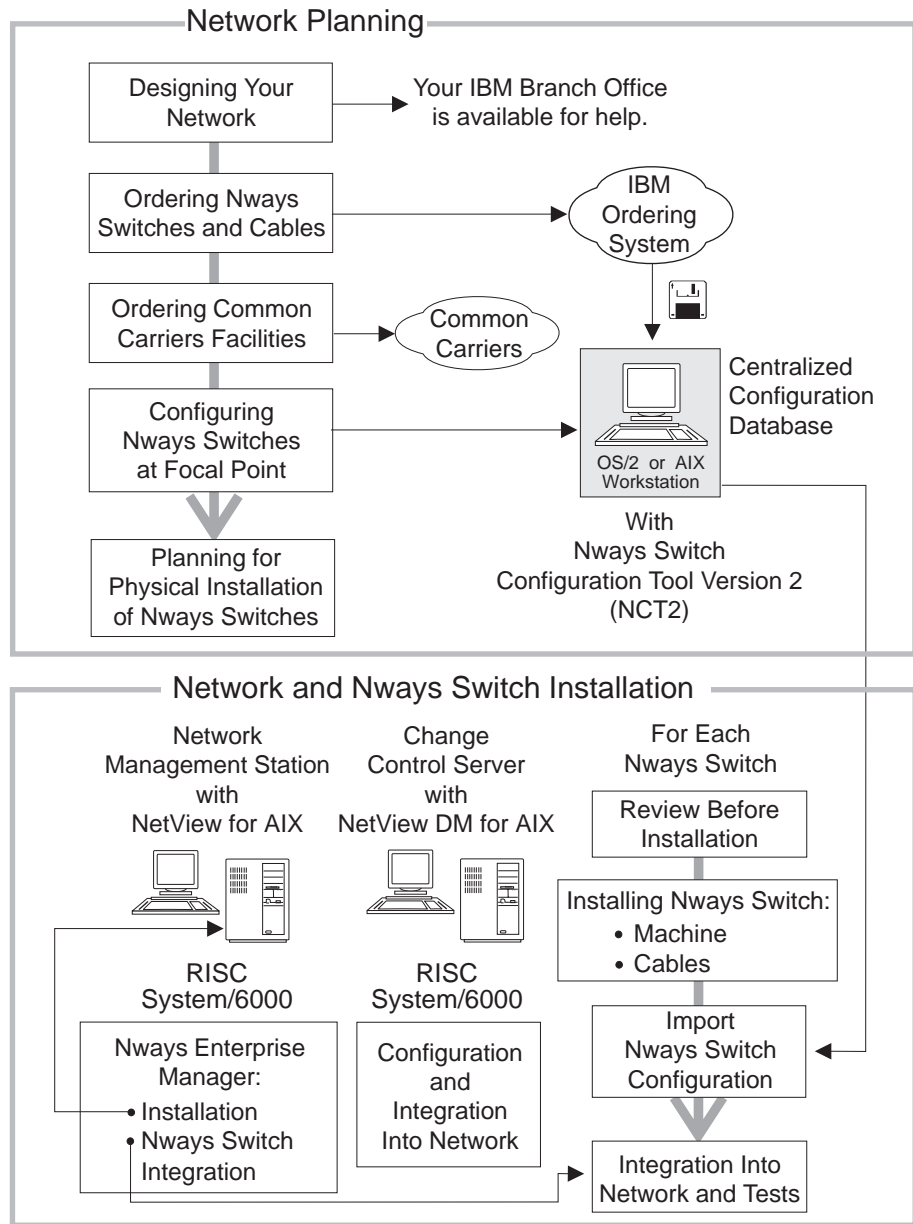 Network Planning
Designing Your
Network
Your IBM Branch Office
is available for help.
Ordering Nways
Switches and Cables
IBM
Ordering
System
Ordering Common
Carriers Facilities
Common
Carriers
Configuring
Nways Switches
at Focal Point
Centralized
Configuration
Database
OS/2 or AIX
Workstation
Planning for
Physical Installation
of Nways Switches
With
Nways Switch
Configuration Tool Version 2
(NCT2)
Network and Nways Switch Installation
Network
Management Station
with
NetView for AIX
Change
Control Server
with
NetView DM for AIX
For Each
Nways Switch
Review Before
Installation
Installing Nways Switch:
• Machine
• Cables
RISC
System/6000
RISC
System/6000
Nways Enterprise
Manager:
• Installation
• Nways Switch
Integration
Configuration
and
Integration
Into Network
Import
Nways Switch
Configuration
Integration Into
Network and Tests